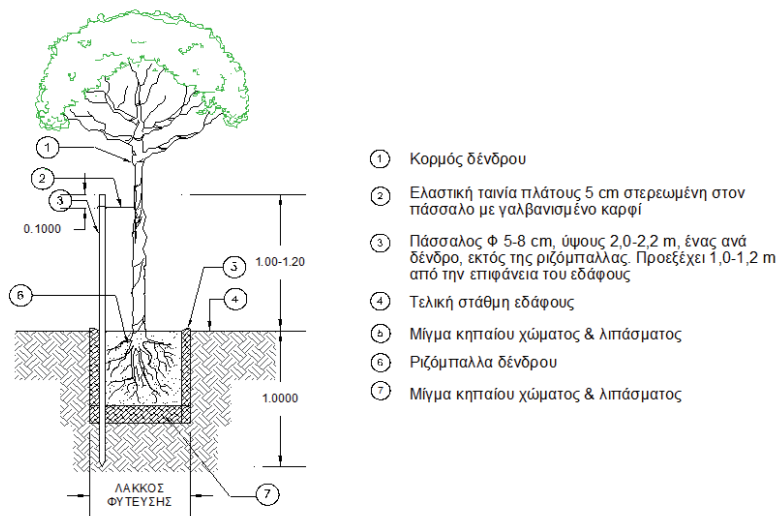 1
2
3
0.1000
5
1.00-1.20
4
6
1.0000
ΛΑΚΚΟΣ
ΦΥΤΕΥΣΗΣ
7
1 Κορμός δένδρου
2 Ελαστική ταινία πλάτους 5 cm στερεωμένη στον
πάσσαλο με γαλβανισμένο καρφί
3 Πάσσαλος Φ 5-8 cm, ύψους 2,0-2,2 m, ένας ανά
δένδρο, εκτός της ριζόμπαλλας. Προεξέχει 1,0-1,2 m
από την επιφάνεια του εδάφους
4 Τελική στάθμη εδάφους
5 Μίγμα κηπαίου χώματος & λιπάσματος
6 Ριζόμπαλλα δένδρου
7 Μίγμα κηπαίου χώματος & λιπάσματος